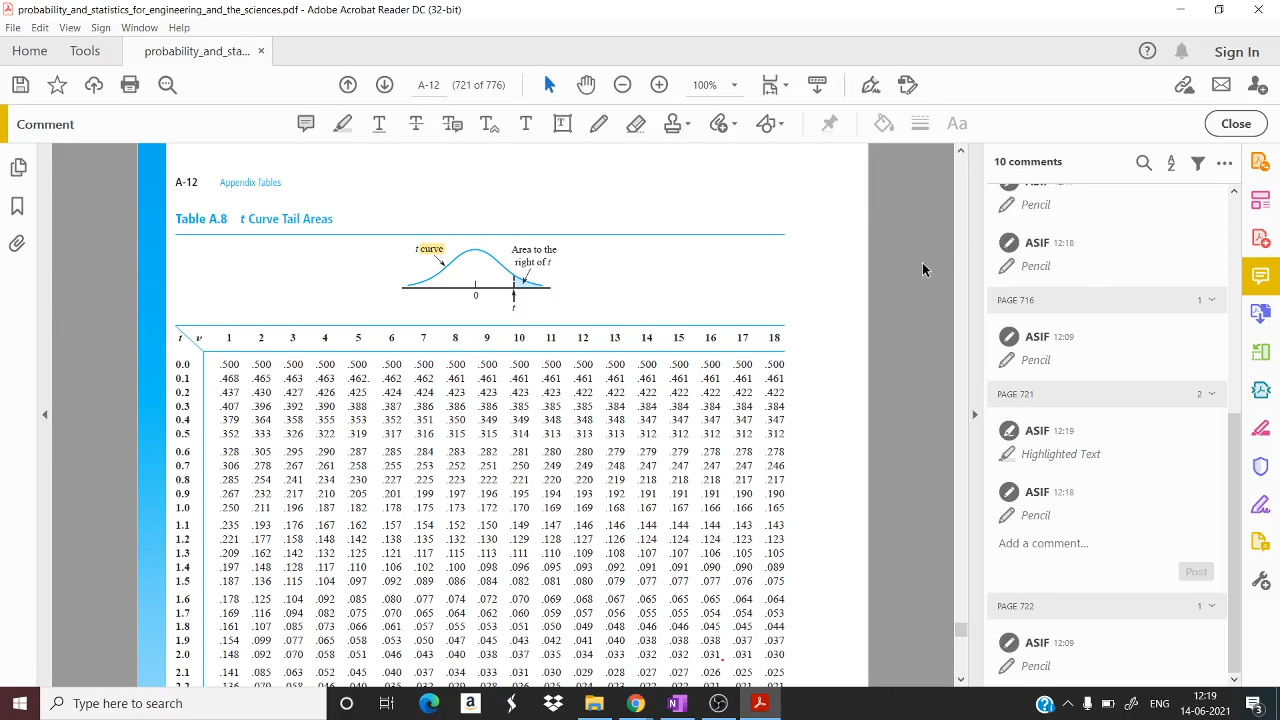 probability_and_statistics_for_engineering_and_the_sciences.pdf - Adobe Acrobat Reader DC (32-bit)
File Edit View Sign Window Help
Home Tools probability_and_sta... × Sign In
A-12 (721 of 776) 100%
Comment Close
A-12 Appendix Tables
Table A.8 t Curve Tail Areas
t curve
Area to the
right of t
0
t
t ν 1 2 3 4 5 6 7 8 9 10 11 12 13 14 15 16 17 18
0.0 .500 .500 .500 .500 .500 .500 .500 .500 .500 .500 .500 .500 .500 .500 .500 .500 .500 .500
0.1 .468 .465 .463 .463 .462 .462 .462 .461 .461 .461 .461 .461 .461 .461 .461 .461 .461 .461
0.2 .437 .430 .427 .426 .425 .424 .424 .423 .423 .423 .423 .422 .422 .422 .422 .422 .422 .422
0.3 .407 .396 .392 .390 .388 .387 .386 .386 .386 .385 .385 .385 .384 .384 .384 .384 .384 .384
0.4 .379 .364 .358 .355 .353 .352 .351 .350 .349 .349 .348 .348 .348 .347 .347 .347 .347 .347
0.5 .352 .333 .326 .322 .319 .317 .316 .315 .315 .314 .313 .313 .313 .312 .312 .312 .312 .312
0.6 .328 .305 .295 .290 .287 .285 .284 .283 .282 .281 .280 .280 .279 .279 .279 .278 .278 .278
0.7 .306 .278 .267 .261 .258 .255 .253 .252 .251 .250 .249 .249 .248 .247 .247 .247 .247 .246
0.8 .285 .254 .241 .234 .230 .227 .225 .223 .222 .221 .220 .220 .219 .218 .218 .218 .217 .217
0.9 .267 .232 .217 .210 .205 .201 .199 .197 .196 .195 .194 .193 .192 .191 .191 .191 .190 .190
1.0 .250 .211 .196 .187 .182 .178 .175 .173 .172 .170 .169 .169 .168 .167 .167 .166 .166 .165
1.1 .235 .193 .176 .167 .162 .157 .154 .152 .150 .149 .147 .146 .146 .144 .144 .144 .143 .143
1.2 .221 .177 .158 .148 .142 .138 .135 .132 .130 .129 .128 .127 .126 .124 .124 .124 .123 .123
1.3 .209 .162 .142 .132 .125 .121 .117 .115 .113 .111 .110 .109 .108 .107 .107 .106 .105 .105
1.4 .197 .148 .128 .117 .110 .106 .102 .100 .098 .096 .095 .093 .092 .091 .091 .090 .090 .089
1.5 .187 .136 .115 .104 .097 .092 .089 .086 .084 .082 .081 .080 .079 .077 .077 .077 .076 .075
1.6 .178 .125 .104 .092 .085 .080 .077 .074 .072 .070 .069 .068 .067 .065 .065 .065 .064 .064
1.7 .169 .116 .094 .082 .075 .070 .065 .064 .062 .060 .059 .057 .056 .055 .055 .054 .054 .053
1.8 .161 .107 .085 .073 .066 .061 .057 .055 .053 .051 .050 .049 .048 .046 .046 .045 .045 .044
1.9 .154 .099 .077 .065 .058 .053 .050 .047 .045 .043 .042 .041 .040 .038 .038 .038 .037 .037
2.0 .148 .092 .070 .058 .051 .046 .043 .040 .038 .037 .035 .034 .033 .032 .032 .031 .031 .030
2.1 .141 .085 .063 .052 .045 .040 .037 .034 .033 .031 .030 .029 .028 .027 .027 .026 .025 .025
10 comments
Pencil
ASIF 12:18
Pencil
PAGE 716 1
ASIF 12:09
Pencil
PAGE 721 2
ASIF 12:19
Highlighted Text
ASIF 12:18
Pencil
Add a comment...
Post
PAGE 722 1
ASIF 12:09
Pencil
Type here to search
ENG
12:19
14-06-2021
3